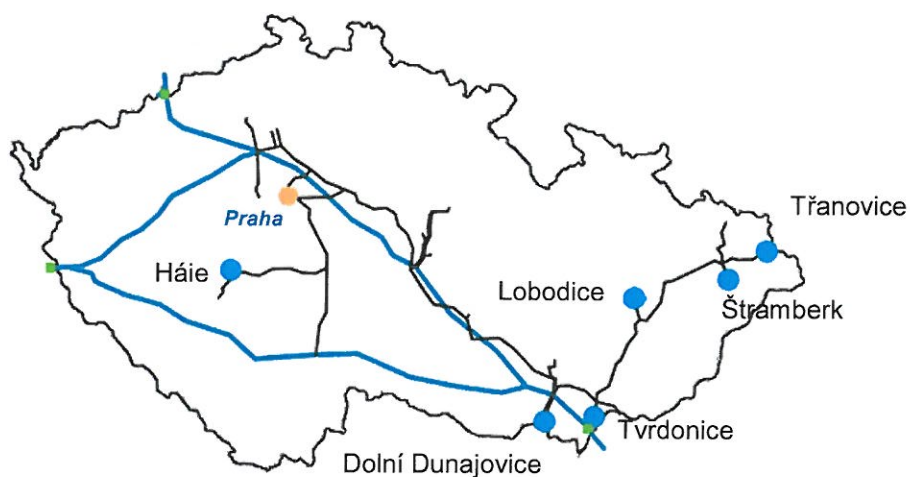 Třanovice
Praha
Háie
Lobodice
Štramberk
Tvrdonice
Dolní Dunajovice